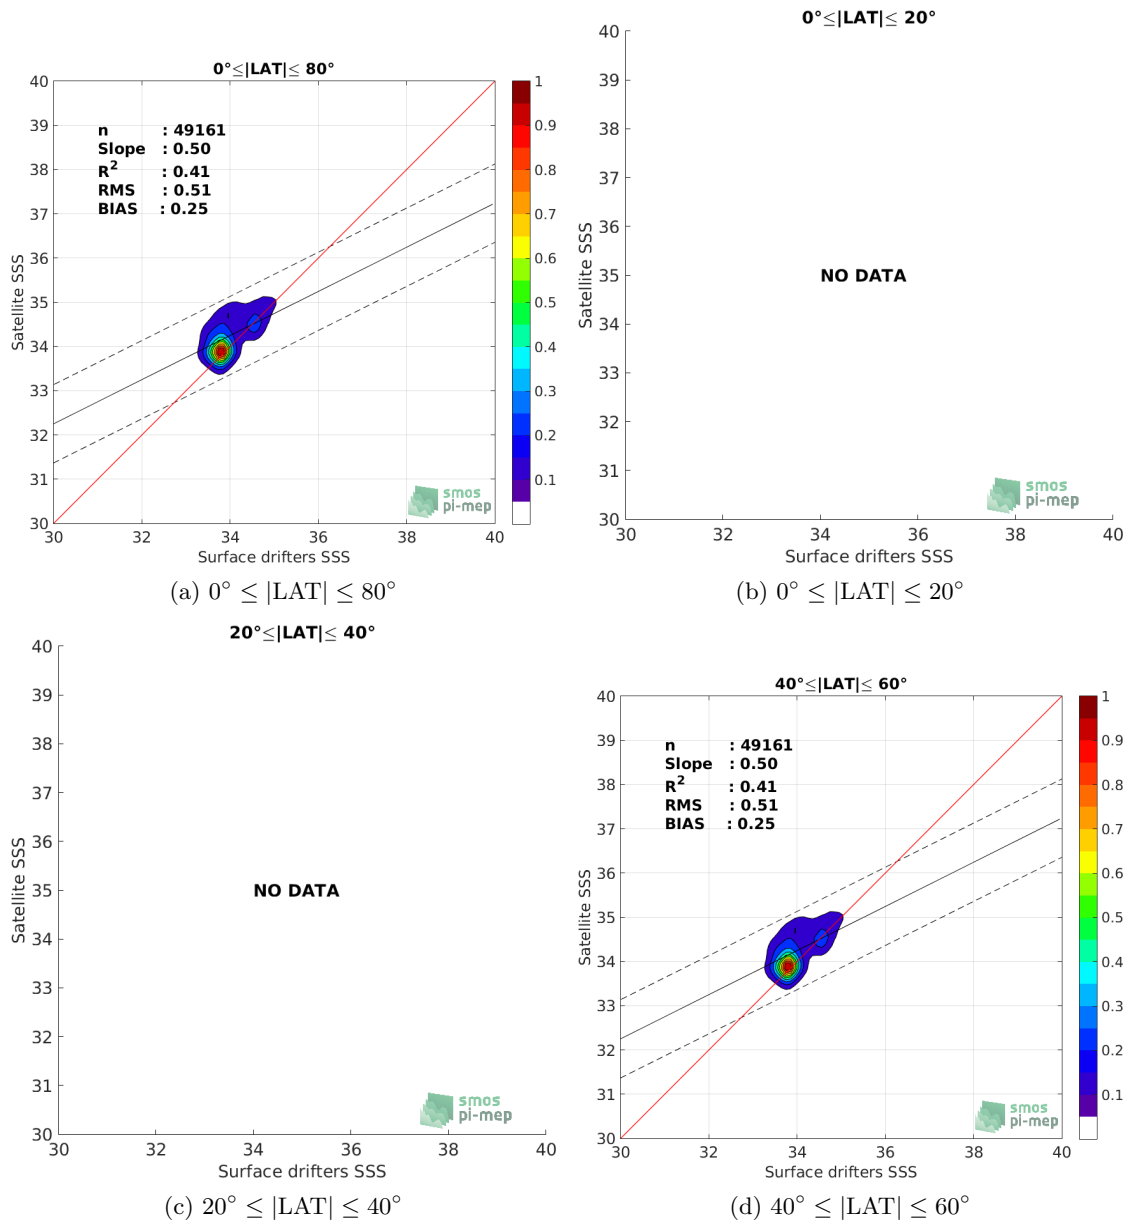 0°≤|LAT|≤ 80°
40
39
38
37
36
35
34
33
32
31
30
Satellite SSS
n : 49161
Slope : 0.50
R² : 0.41
RMS : 0.51
BIAS : 0.25
smos
pi-mep
30 32 34 36 38 40
Surface drifters SSS
1
0.9
0.8
0.7
0.6
0.5
0.4
0.3
0.2
0.1
(a) 0° ≤ |LAT| ≤ 80°
0°≤|LAT|≤ 20°
40
39
38
37
36
35
34
33
32
31
30
Satellite SSS
NO DATA
smos
pi-mep
30 32 34 36 38 40
Surface drifters SSS
(b) 0° ≤ |LAT| ≤ 20°
20°≤|LAT|≤ 40°
40
39
38
37
36
35
34
33
32
31
30
Satellite SSS
NO DATA
smos
pi-mep
30 32 34 36 38 40
Surface drifters SSS
(c) 20° ≤ |LAT| ≤ 40°
40°≤|LAT|≤ 60°
40
39
38
37
36
35
34
33
32
31
30
Satellite SSS
n : 49161
Slope : 0.50
R² : 0.41
RMS : 0.51
BIAS : 0.25
smos
pi-mep
30 32 34 36 38 40
Surface drifters SSS
1
0.9
0.8
0.7
0.6
0.5
0.4
0.3
0.2
0.1
(d) 40° ≤ |LAT| ≤ 60°